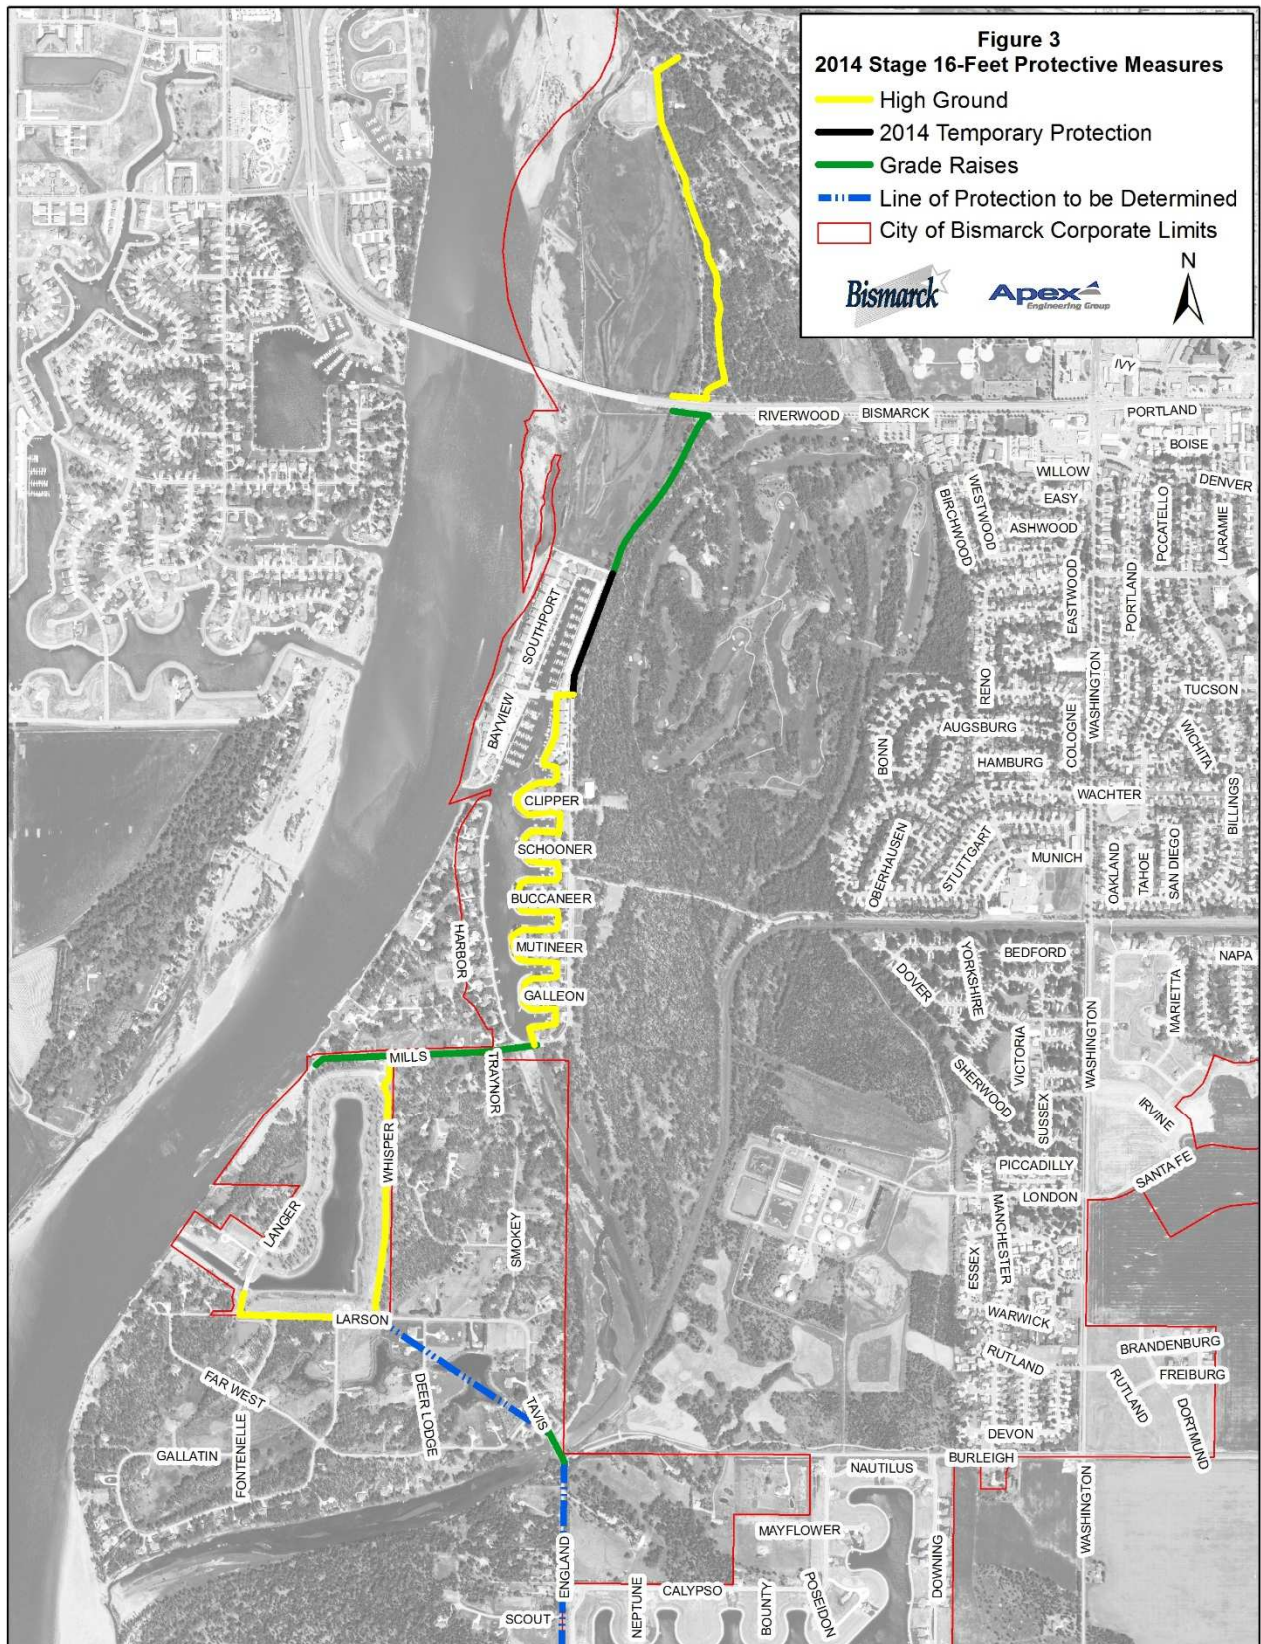 Figure 3
2014 Stage 16-Feet Protective Measures
High Ground
2014 Temporary Protection
Grade Raises
Line of Protection to be Determined
City of Bismarck Corporate Limits
Bismarck
Apex
Engineering Group
N
IVY
RIVERWOOD
BISMARCK
PORTLAND
BOISE
WILLOW
DENVER
EASY
WESTWOOD
BIRCHWOOD
ASHWOOD
PCCATELLO
LARAMIE
EASTWOOD
PORTLAND
SOUTHPORT
BAYVIEW
RENO
WASHINGTON
TUCSON
COLOGNE
AUGSBURG
WICHITA
BONN
HAMBURG
CLIPPER
WACHTER
BILLINGS
SCHOONER
OBERHAUSEN
STUTTGART
MUNICH
OAKLAND
TAHOE
SAN DIEGO
BUCCANEER
HARBOR
MUTINEER
YORKSHIRE
BEDFORD
NAPA
DOVER
MARIETTA
GALLEON
WASHINGTON
VICTORIA
MILLS
TRAYNOR
SHERWOOD
SUSSEX
IRVINE
WHISPER
PICCADILLY
SANTA FE
LONDON
LANGER
SMOKEY
MANCHESTER
ESSEX
LARSON
WARWICK
RUTLAND
BRANDENBURG
FREIBURG
FAR WEST
DEER LODGE
TAVIS
RUTLAND
DORTMUND
FONTENELLE
GALLATIN
DEVON
BURLEIGH
NAUTILUS
WASHINGTON
MAYFLOWER
ENGLAND
DOWNING
NEPTUNE
CALYPSO
BOUNTY
POSEIDON
SCOUT